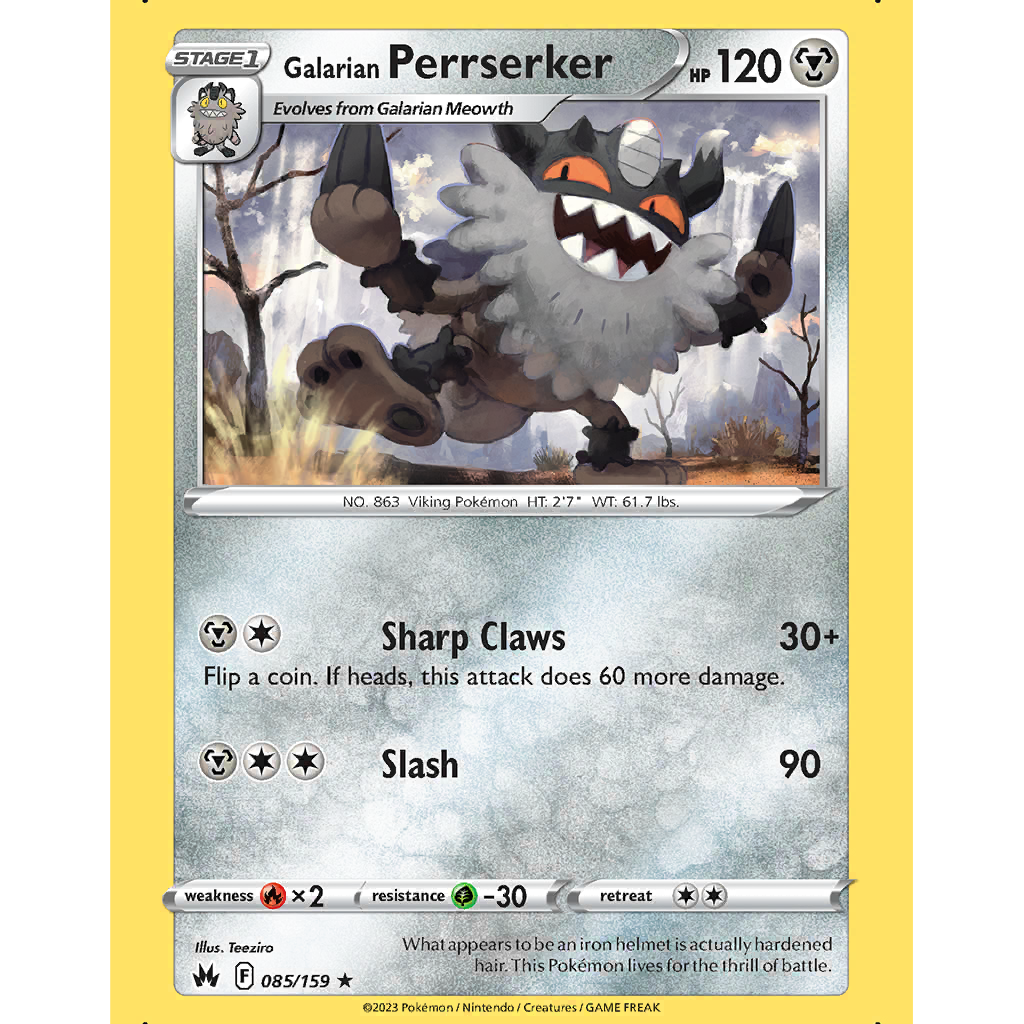 STAGE1
Galarian Perrserker
HP 120
Evolves from Galarian Meowth
NO. 863 Viking Pokémon HT: 2'7" WT: 61.7 lbs.
Sharp Claws 30+
Flip a coin. If heads, this attack does 60 more damage.
Slash 90
weakness ×2 resistance -30 retreat
Illus. Teeziro
What appears to be an iron helmet is actually hardened
hair. This Pokémon lives for the thrill of battle.
F 085/159 ★
©2023 Pokémon / Nintendo / Creatures / GAME FREAK